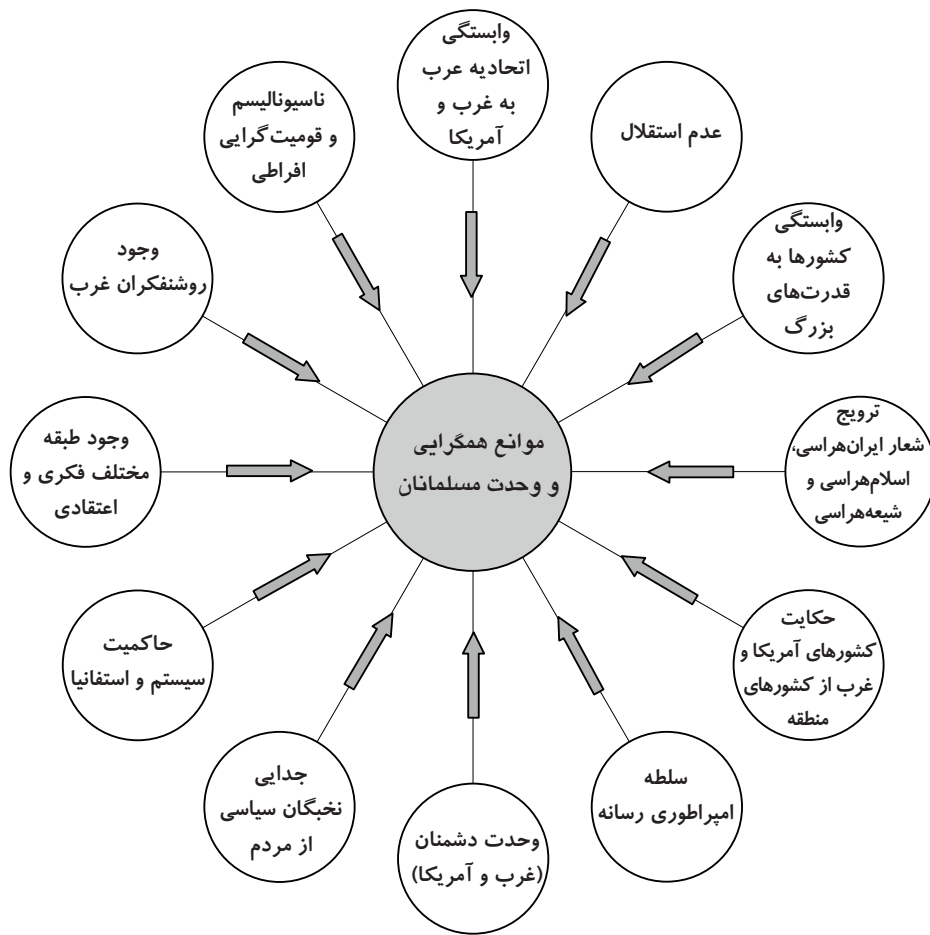 موانع همگرایی
و وحدت مسلمانان
وابستگی
اتحادیه عرب
به غرب و
آمریکا
عدم استقلال
وابستگی
کشورها به
قدرت‌های
بزرگ
ترویج
شعار ایران‌هراسی،
اسلام‌هراسی و
شیعه‌هراسی
حکایت
کشورهای آمریکا و
غرب از کشورهای
منطقه
سلطه
امپراطوری رسانه
وحدت دشمنان
(غرب و آمریکا)
جدایی
نخبگان سیاسی
از مردم
حاکمیت
سیستم و استفانیا
وجود طبقه
مختلف فکری و
اعتقادی
وجود
روشنفکران غرب
ناسیونالیسم
و قومیت‌گرایی
افراطی